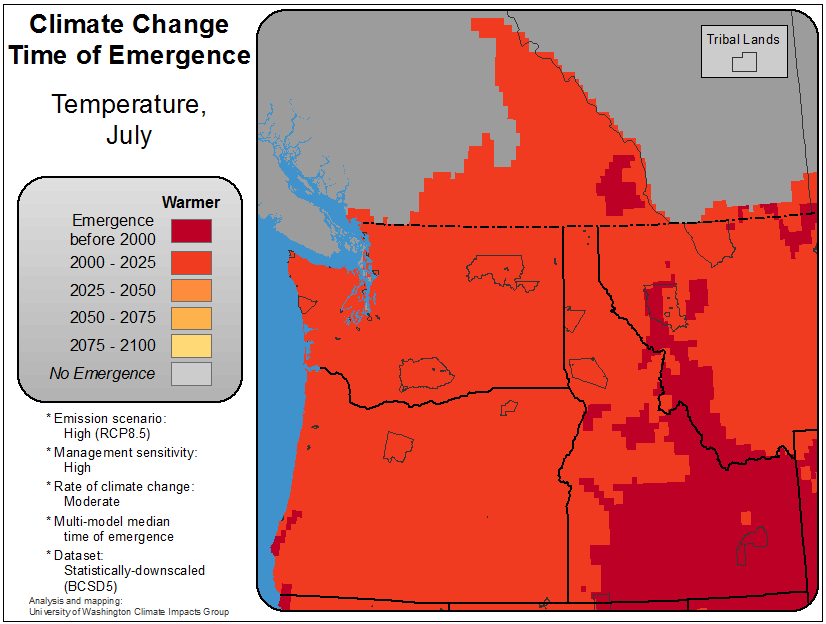 Climate Change
Time of Emergence
Temperature,
July
Warmer
Emergence
before 2000
2000 - 2025
2025 - 2050
2050 - 2075
2075 - 2100
No Emergence
* Emission scenario:
High (RCP8.5)
* Management sensitivity:
High
* Rate of climate change:
Moderate
* Multi-model median
time of emergence
* Dataset:
Statistically-downscaled
(BCSD5)
Analysis and mapping:
University of Washington Climate Impacts Group
Tribal Lands